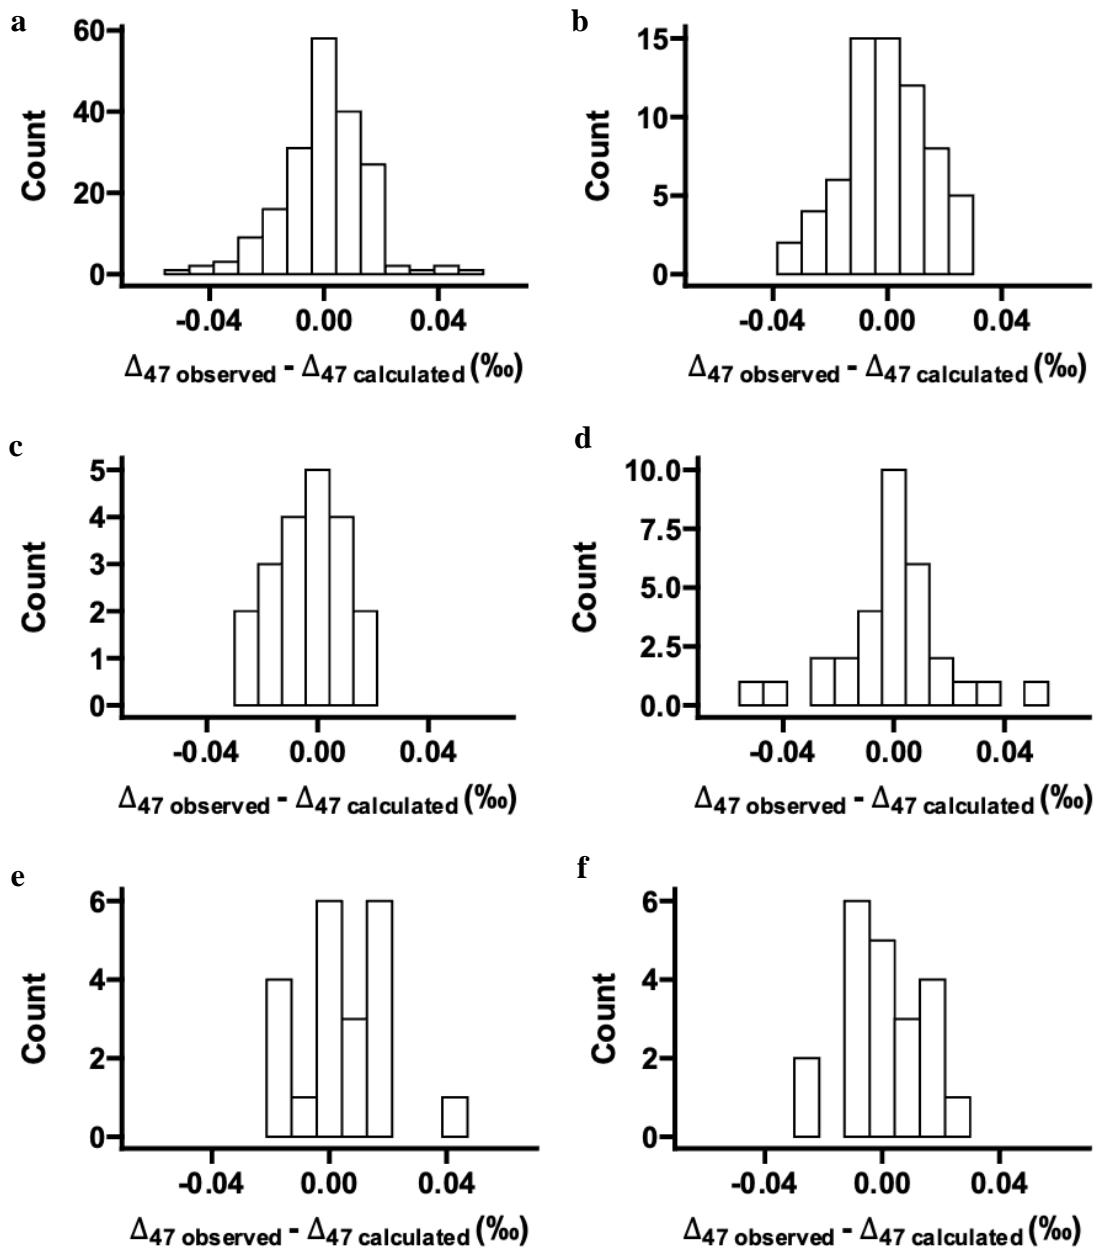 a
60
40
20
0
Count
-0.04 0.00 0.04
Δ47 observed - Δ47 calculated (‰)
b
15
10
5
0
Count
-0.04 0.00 0.04
Δ47 observed - Δ47 calculated (‰)
c
5
4
3
2
1
0
Count
-0.04 0.00 0.04
Δ47 observed - Δ47 calculated (‰)
d
10.0
7.5
5.0
2.5
0.0
Count
-0.04 0.00 0.04
Δ47 observed - Δ47 calculated (‰)
e
6
4
2
0
Count
-0.04 0.00 0.04
Δ47 observed - Δ47 calculated (‰)
f
6
4
2
0
Count
-0.04 0.00 0.04
Δ47 observed - Δ47 calculated (‰)